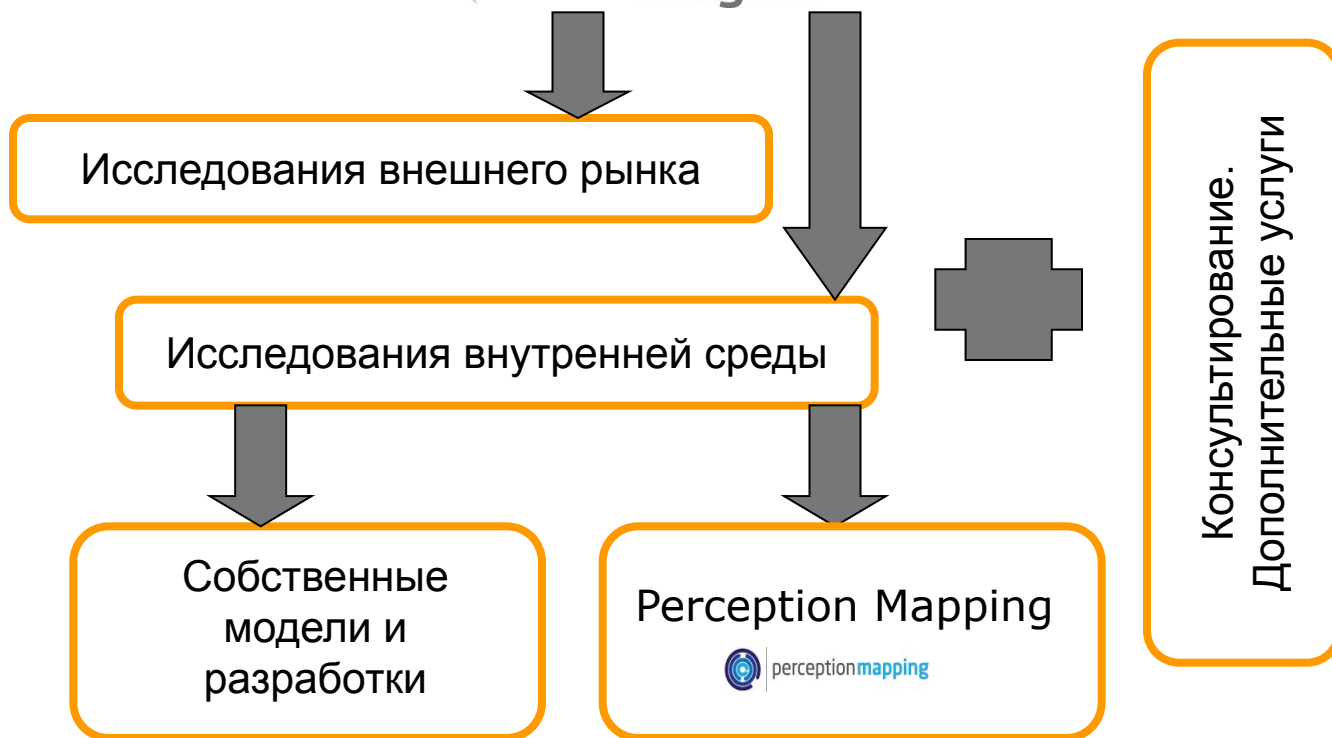 Исследования внешнего рынка
Исследования внутренней среды
Собственные
модели и
разработки
Perception Mapping
perceptionmapping
Консультирование.
Дополнительные услуги